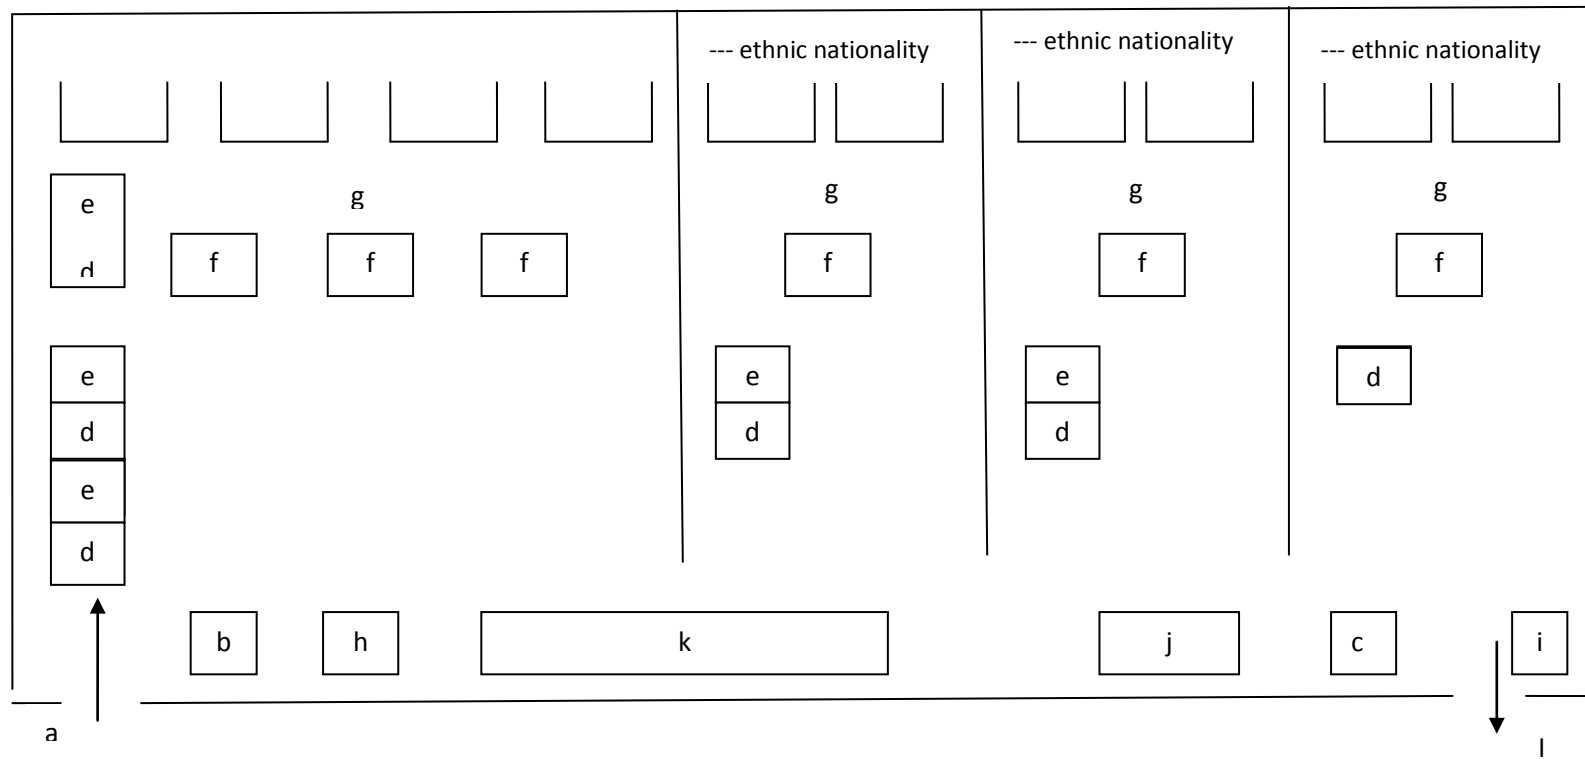 --- ethnic nationality
--- ethnic nationality
--- ethnic nationality
e
d
g
g
g
g
f
f
f
f
f
f
e
d
e
d
e
d
e
d
d
b
h
k
j
c
i
a
l